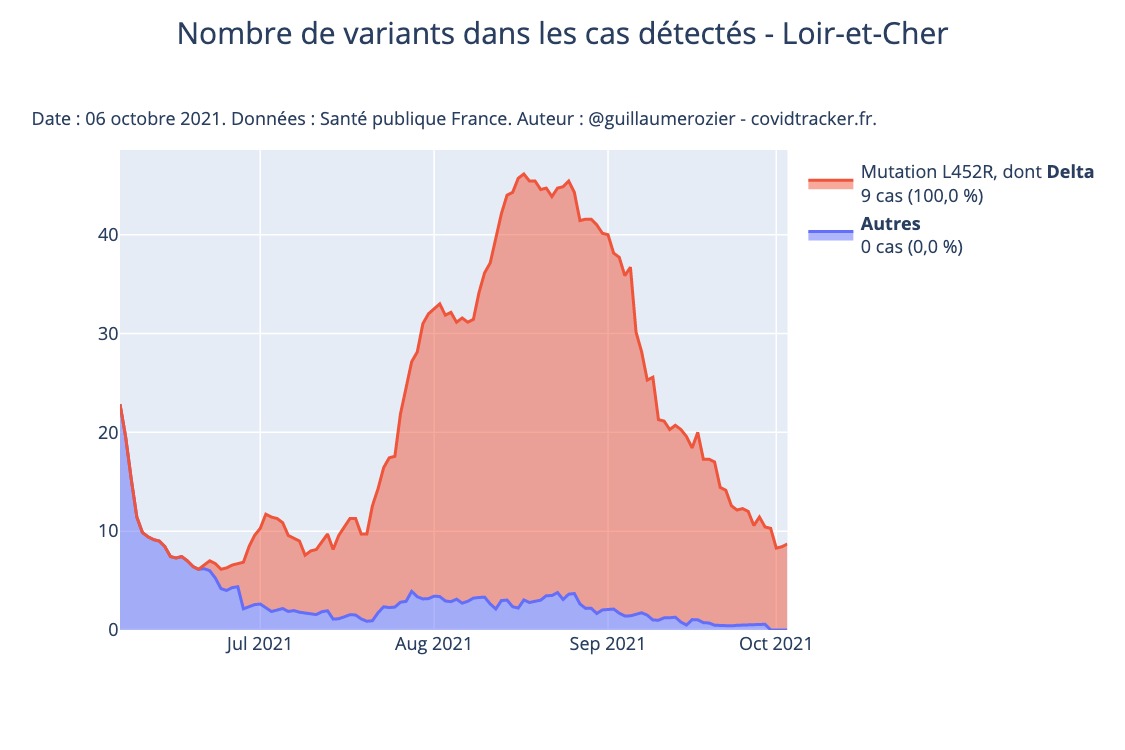 Nombre de variants dans les cas détectés - Loir-et-Cher
Date : 06 octobre 2021. Données : Santé publique France. Auteur : @guillaumerozier - covidtracker.fr.
Mutation L452R, dont Delta
9 cas (100,0 %)
Autres
0 cas (0,0 %)
40
30
20
10
0
Jul 2021
Aug 2021
Sep 2021
Oct 2021